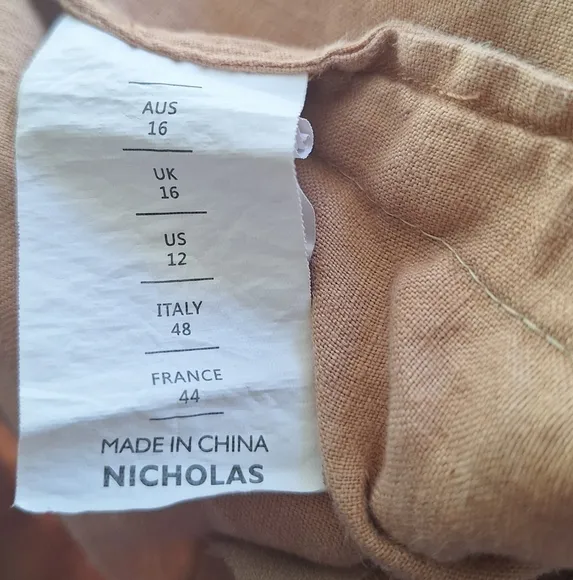 AUS
16
UK
16
US
12
ITALY
48
FRANCE
44
MADE IN CHINA
NICHOLAS